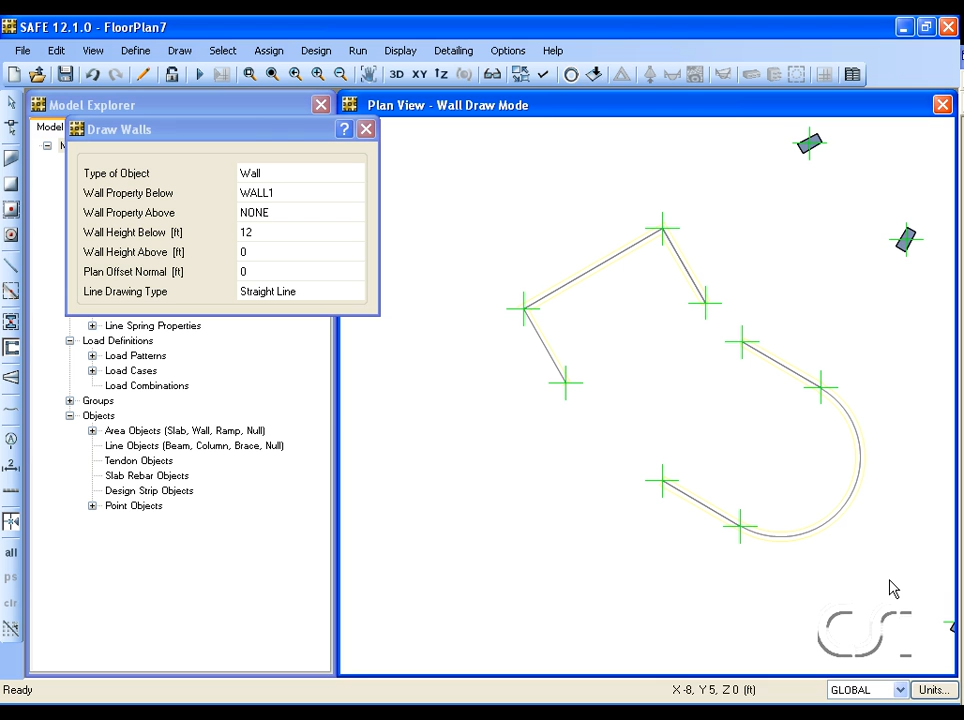 SAFE 12.1.0 - FloorPlan7
File Edit View Define Draw Select Assign Design Run Display Detailing Options Help
3D XY
Model Explorer
Plan View - Wall Draw Mode
Model
Draw Walls
Type of Object Wall
Wall Property Below WALL1
Wall Property Above NONE
Wall Height Below [ft] 12
Wall Height Above [ft] 0
Plan Offset Normal [ft] 0
Line Drawing Type Straight Line
Line Spring Properties
Load Definitions
Load Patterns
Load Cases
Load Combinations
Groups
Objects
Area Objects (Slab, Wall, Ramp, Null)
Line Objects (Beam, Column, Brace, Null)
Tendon Objects
Slab Rebar Objects
Design Strip Objects
Point Objects
all
ps
clr
CSI
Ready X -8, Y 5, Z 0 (ft) GLOBAL Units...